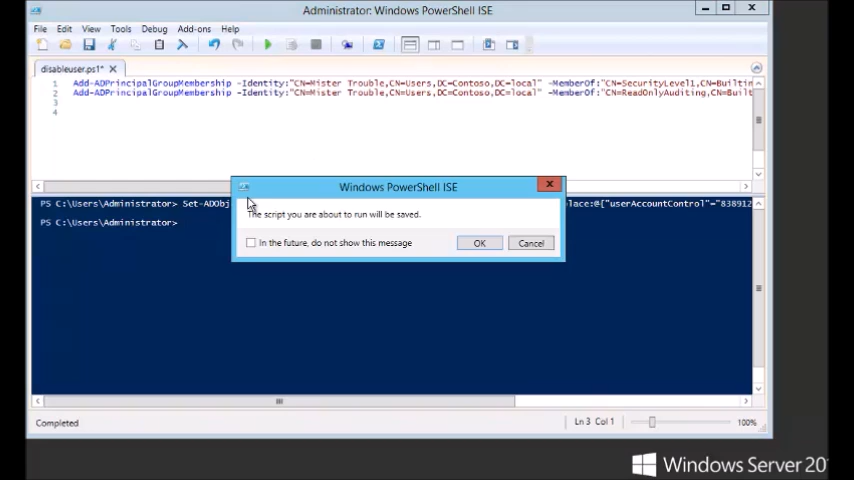 Administrator: Windows PowerShell ISE
File Edit View Tools Debug Add-ons Help
disableuser.ps1*
1 Add-ADPrincipalGroupMembership -Identity:"CN=Mister Trouble,CN=Users,DC=Contoso,DC=local" -MemberOf:"CN=SecurityLevel1,CN=Builtin
2 Add-ADPrincipalGroupMembership -Identity:"CN=Mister Trouble,CN=Users,DC=Contoso,DC=local" -MemberOf:"CN=ReadOnlyAuditing,CN=Built
3
4
Windows PowerShell ISE
PS C:\Users\Administrator> Set-ADObj place:@{"userAccountControl"="838912
The script you are about to run will be saved.
PS C:\Users\Administrator>
In the future, do not show this message OK Cancel
Completed Ln 3 Col 1 100%
Windows Server 201